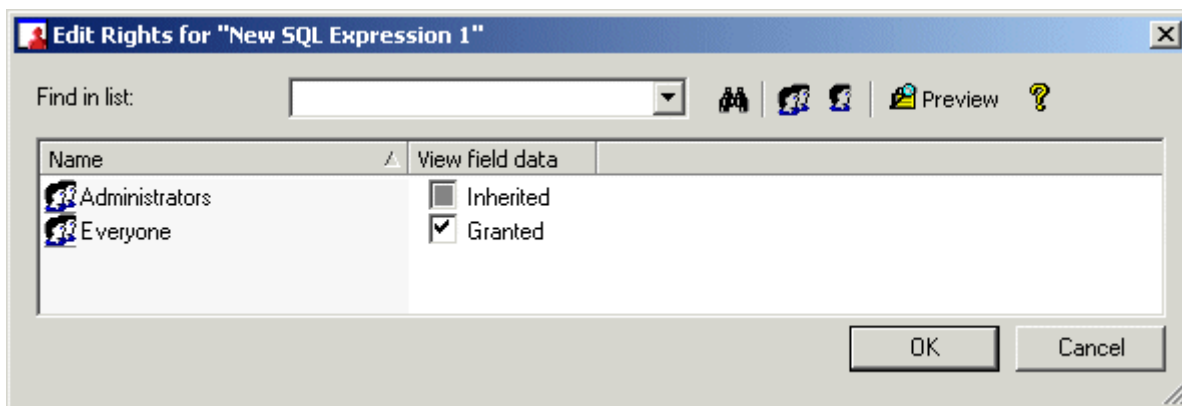 Edit Rights for "New SQL Expression 1"
Find in list: Preview
Name View field data
Administrators Inherited
Everyone Granted
OK Cancel